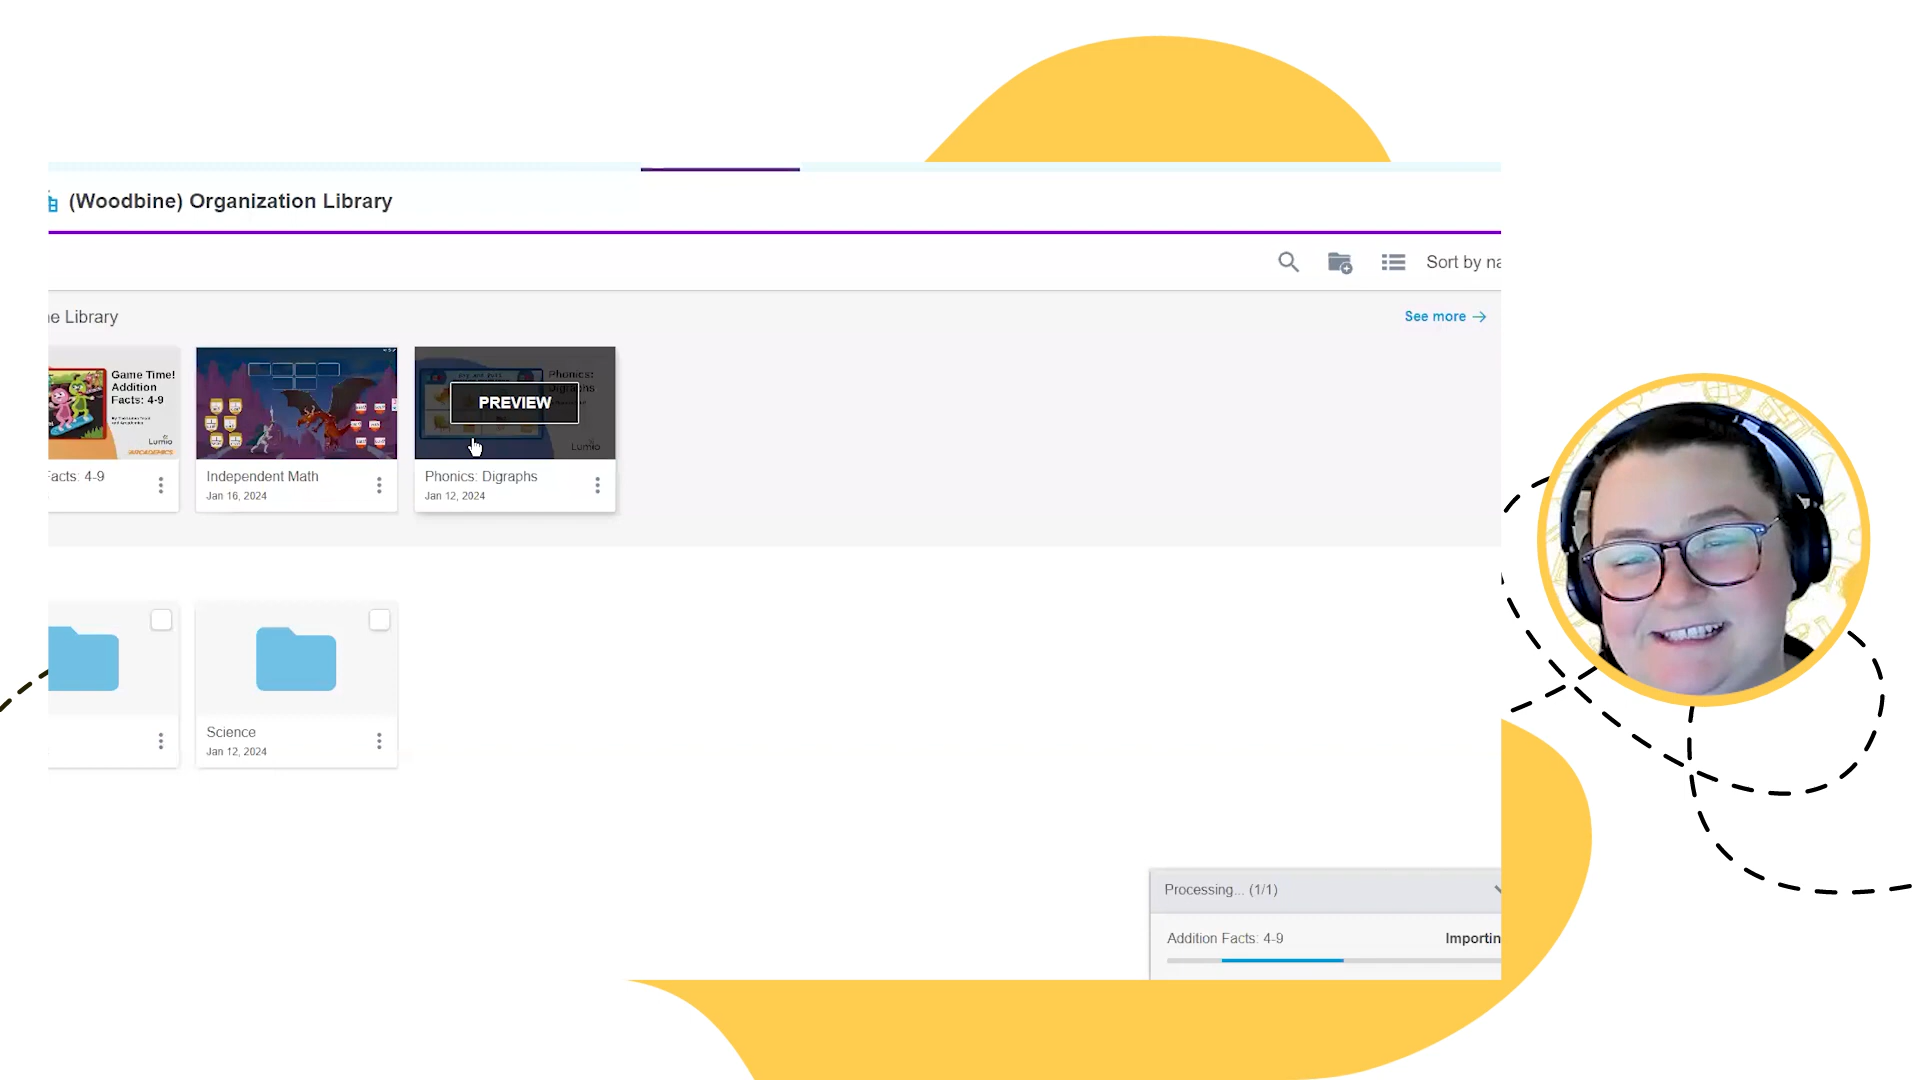 (Woodbine) Organization Library
Sort by na
e Library
See more
Game Time!
Addition
Facts: 4-9
Lumio
ARCADEMICS
acts: 4-9
Independent Math
Jan 16, 2024
Phonics:
Digraphs
PREVIEW
Lumio
Phonics: Digraphs
Jan 12, 2024
Science
Jan 12, 2024
Processing... (1/1)
Addition Facts: 4-9
Importin